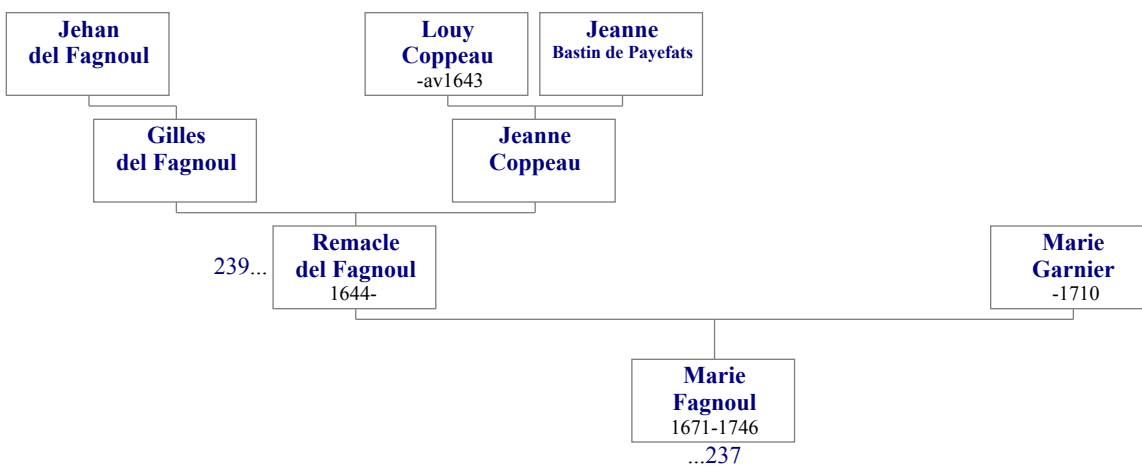 Jehan
del Fagnoul
Louy
Coppeau
-av1643
Jeanne
Bastin de Payefats
Gilles
del Fagnoul
Jeanne
Coppeau
239...
Remacle
del Fagnoul
1644-
Marie
Garnier
-1710
Marie
Fagnoul
1671-1746
...237